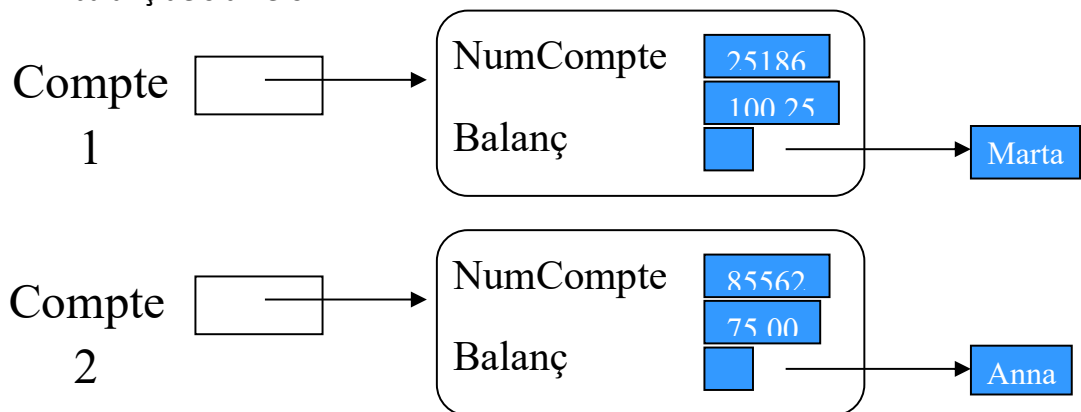 NumCompte 25186
Compte 100 25
1 Balanç Marta
NumCompte 85562
Compte 75 00
2 Balanç Anna